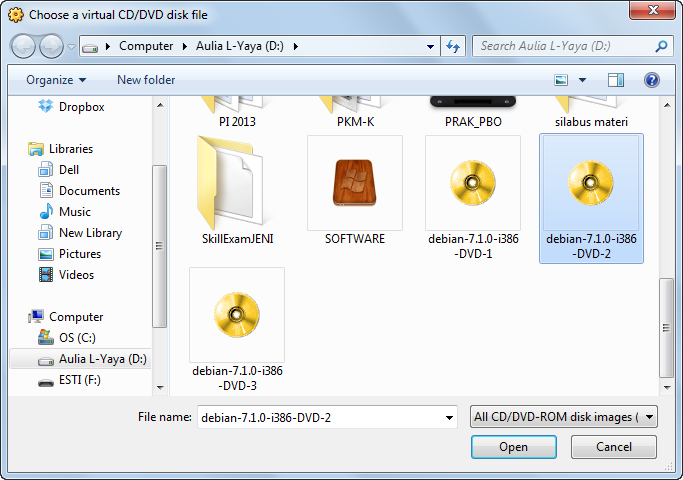 Choose a virtual CD/DVD disk file
Computer Aulia L-Yaya (D:)
Search Aulia L-Yaya (D:)
Organize
New folder
Dropbox
Libraries
Dell
Documents
Music
New Library
Pictures
Videos
Computer
OS (C:)
Aulia L-Yaya (D:)
ESTI (F:)
PI 2013
PKM-K
PRAK_PBO
silabus materi
SkillExamJENI
SOFTWARE
debian-7.1.0-i386
-DVD-1
debian-7.1.0-i386
-DVD-2
debian-7.1.0-i386
-DVD-3
File name: debian-7.1.0-i386-DVD-2
All CD/DVD-ROM disk images (
Open
Cancel